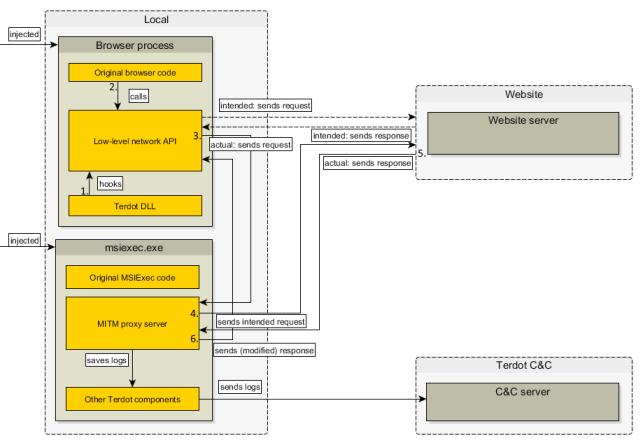 Local
injected
Browser process
Original browser code
2.
calls
intended: sends request
Website
Website server
Low-level network API
3.
intended: sends response
actual: sends request
5.
actual: sends response
hooks
1.
Terdot DLL
injected
msiexec.exe
Original MSIExec code
MITM proxy server
4.
sends intended request
6.
sends (modified) response
saves logs
Terdot C&C
sends logs
C&C server
Other Terdot components